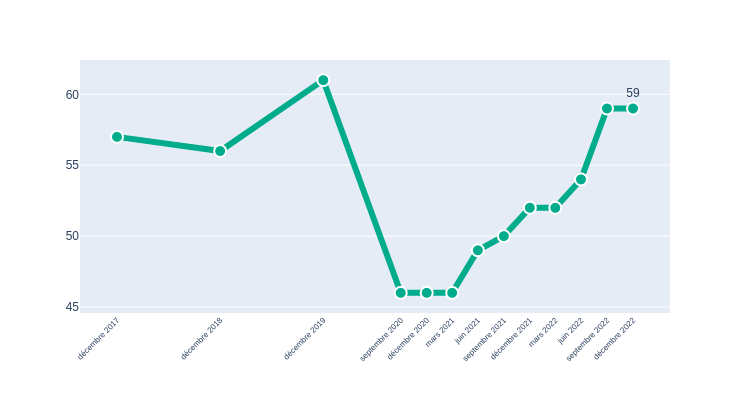 60
55
50
45
59
décembre 2017
décembre 2018
décembre 2019
septembre 2020
décembre 2020
mars 2021
juin 2021
septembre 2021
décembre 2021
mars 2022
juin 2022
septembre 2022
décembre 2022